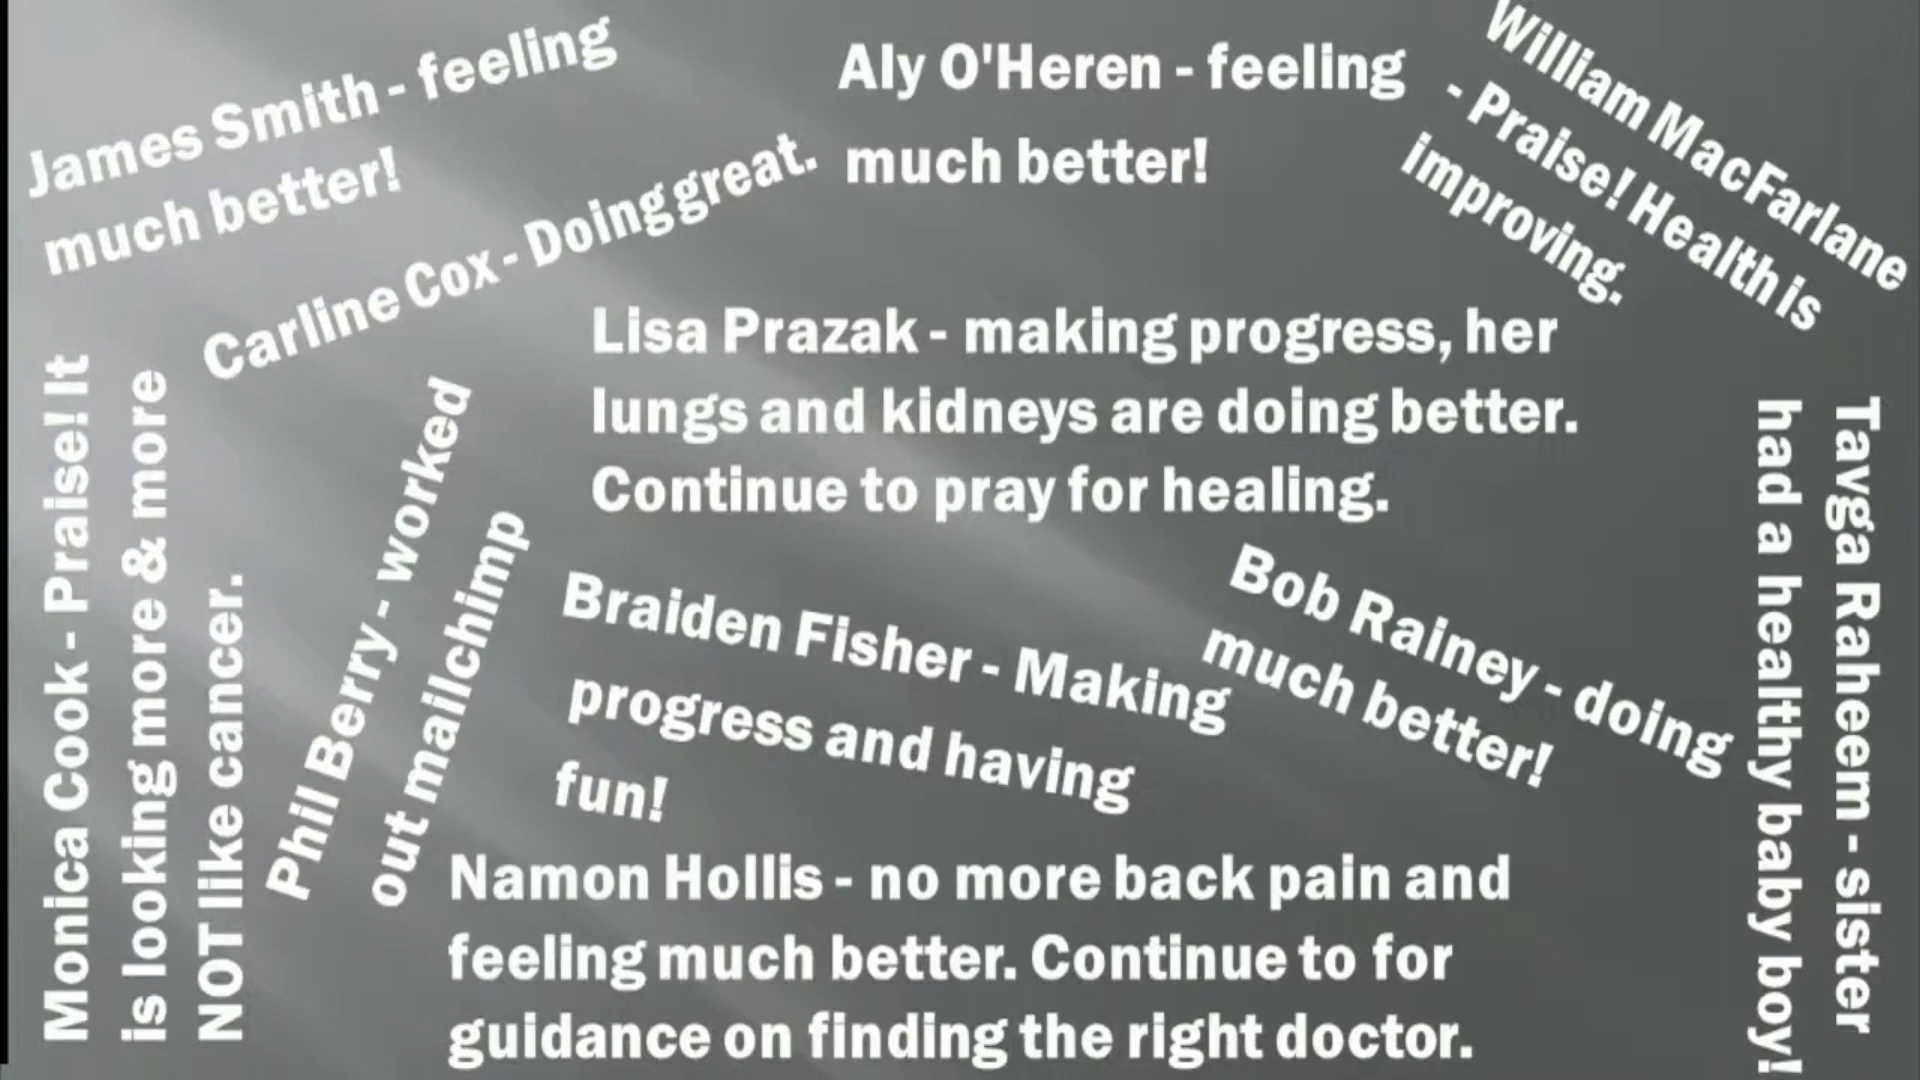 James Smith - feeling
much better!
Aly O'Heren - feeling
much better!
William MacFarlane
- Praise! Health is
improving.
Carline Cox - Doing great.
Lisa Prazak - making progress, her
lungs and kidneys are doing better.
Continue to pray for healing.
Monica Cook - Praise! It
is looking more & more
NOT like cancer.
Phil Berry - worked
out mailchimp
Braiden Fisher - Making
progress and having
fun!
Bob Rainey - doing
much better!
Tavga Raheem - sister
had a healthy baby boy!
Namon Hollis - no more back pain and
feeling much better. Continue to for
guidance on finding the right doctor.